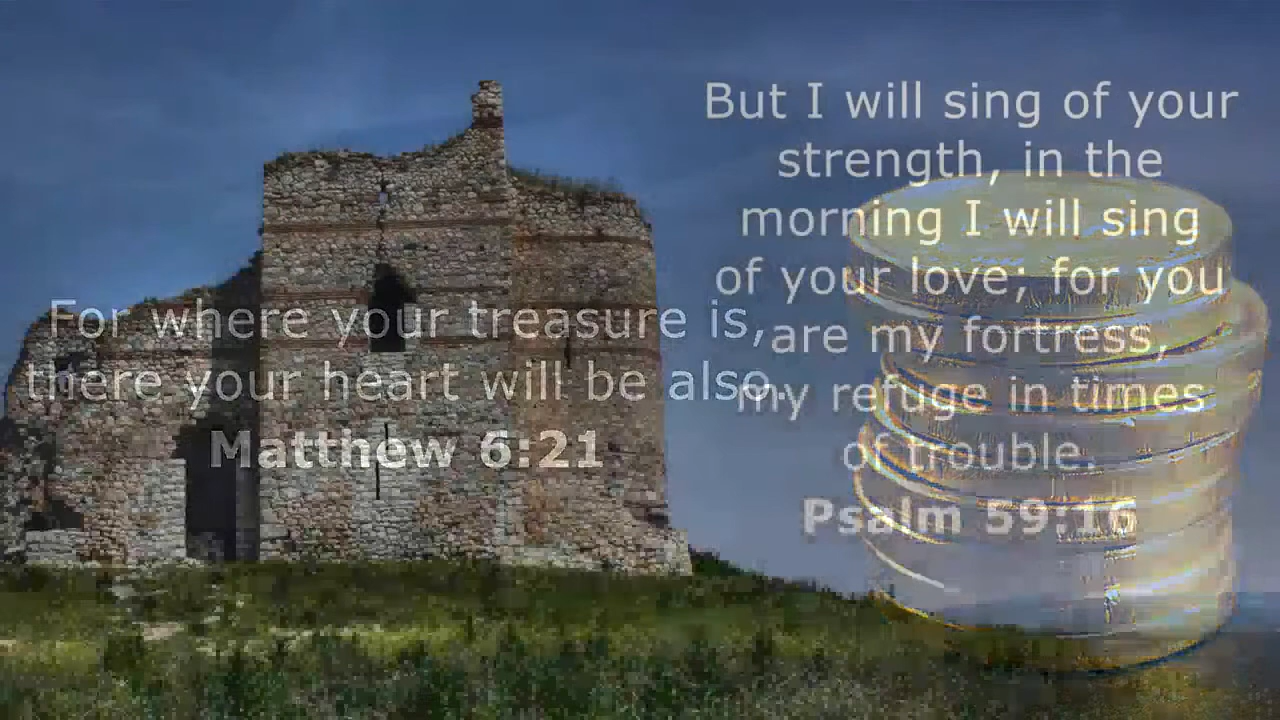 But I will sing of your
strength, in the
morning I will sing
of your love; for you
are my fortress,
my refuge in times
of trouble.
Psalm 59:16
For where your treasure is,
there your heart will be also.
Matthew 6:21